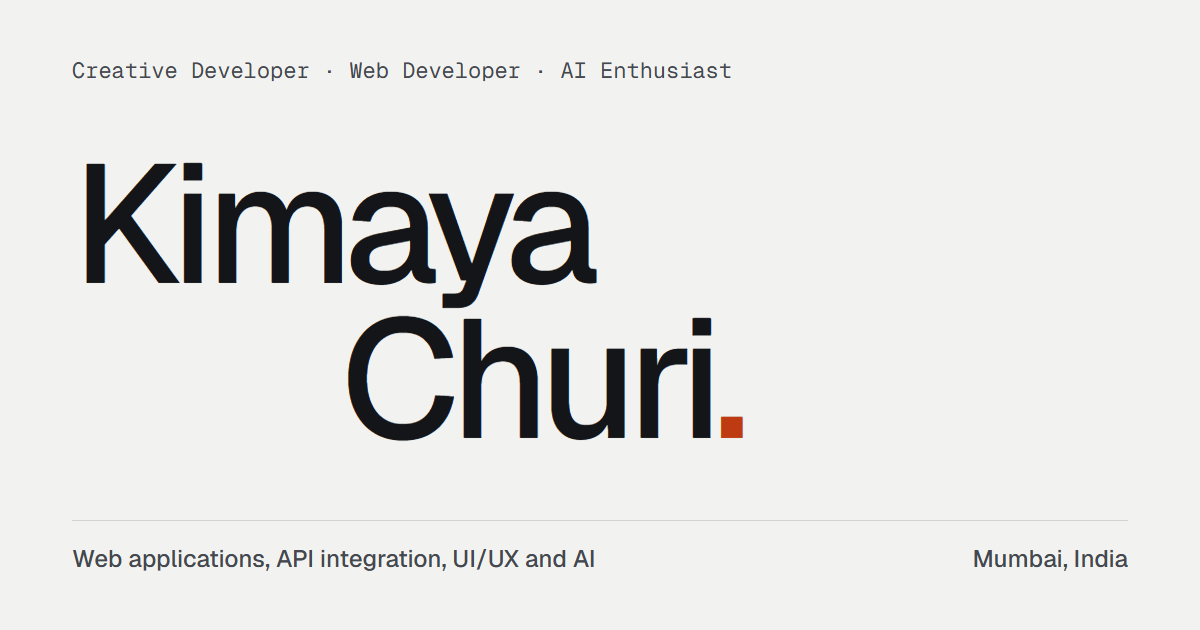 Creative Developer · Web Developer · AI Enthusiast
Kimaya
Churi.
Web applications, API integration, UI/UX and AI
Mumbai, India